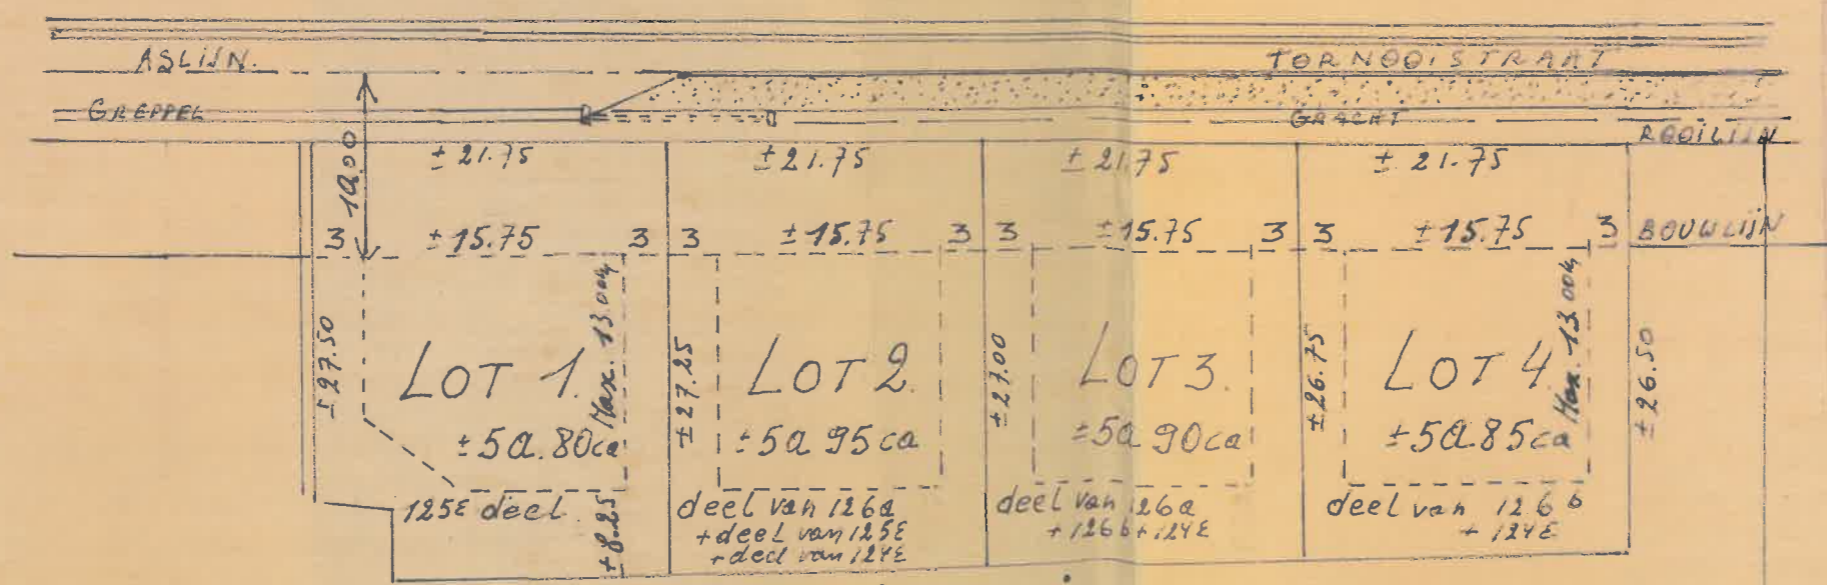 ASLIJN.
TORNOOISTRAAT
GREPPEL
GRACHT
ROOILIJN
10.00
± 21.75
± 21.75
± 21.75
± 21.75
3
± 15.75
3
3
± 15.75
3
3
± 15.75
3
3
± 15.75
3
BOUWLIJN
± 27.50
LOT 1.
Max. 13.00m
± 5a. 80ca
125E deel.
± 8.25
± 27.25
LOT 2.
± 5a 95ca
deel van 126a
+ deel van 125E
+ deel van 124E
± 27.00
LOT 3.
± 5a 90ca
deel van 126a
+ 126b + 124E
± 26.75
LOT 4.
Max. 13.00m
± 5a. 85ca
deel van 126b
+ 124E
± 26.50